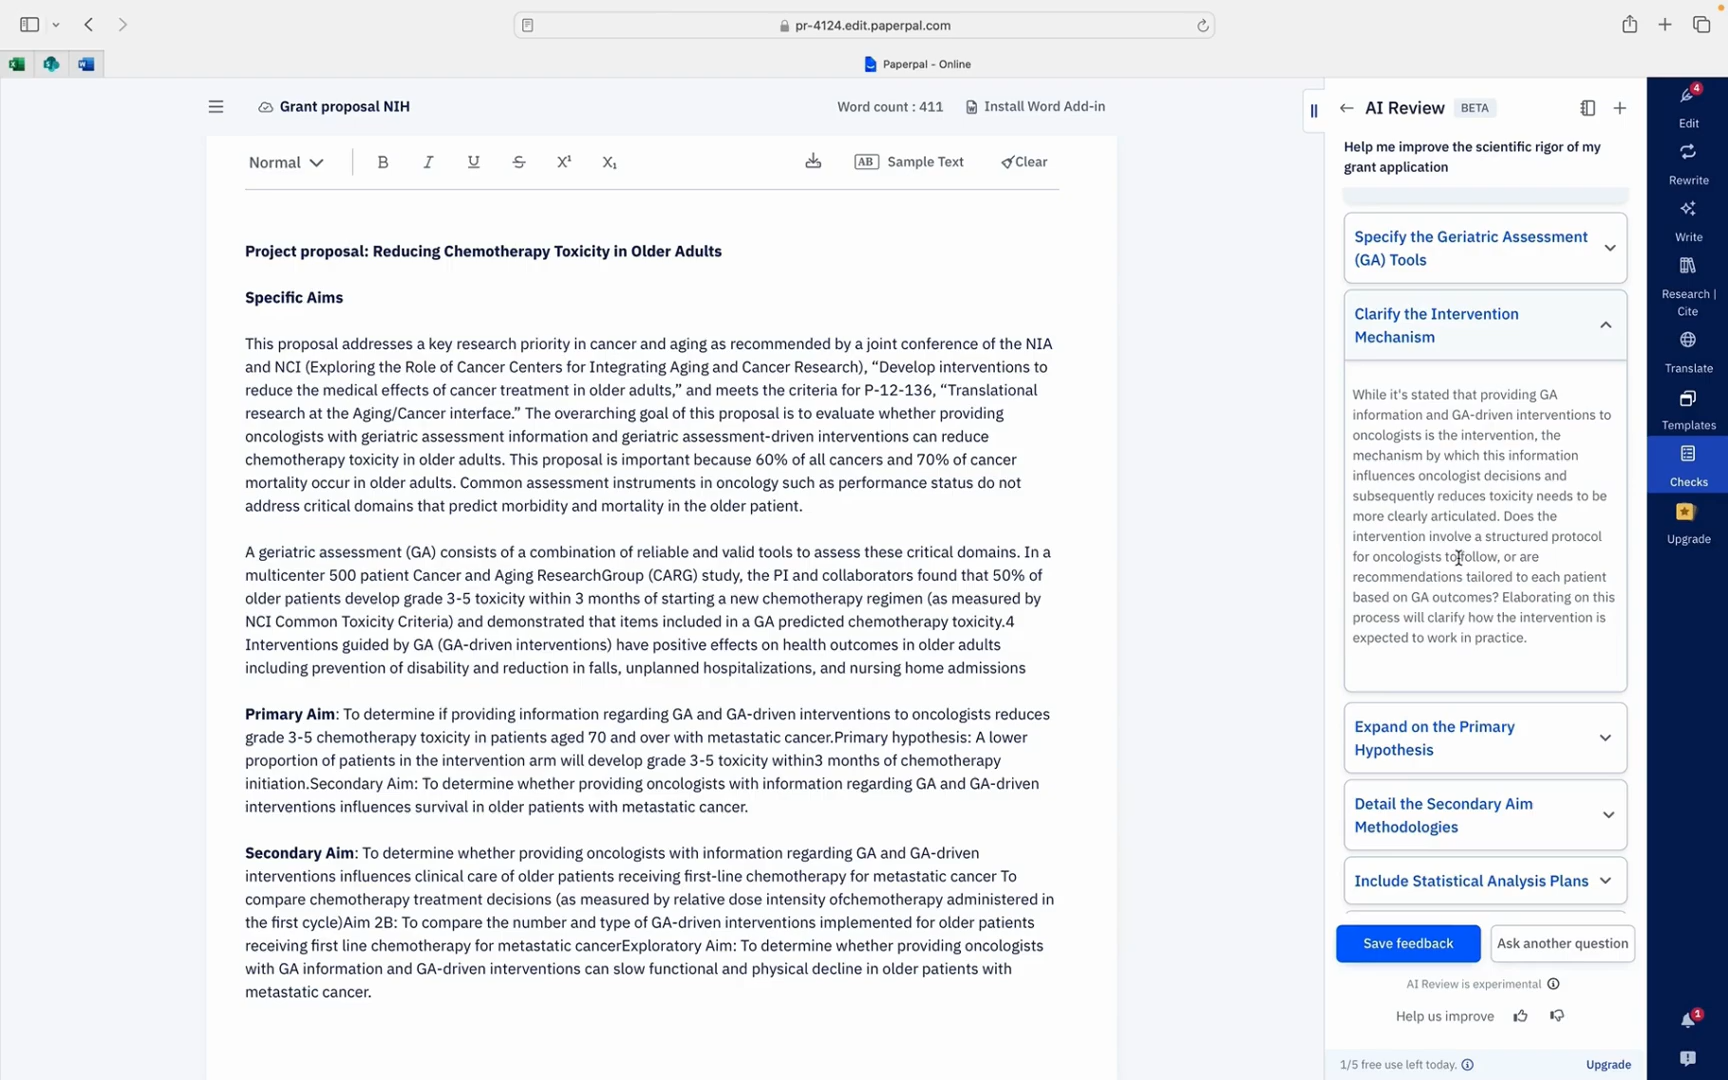 pr-4124.edit.paperpal.com
Paperpal - Online
Grant proposal NIH
Word count : 411
Install Word Add-in
Normal
B
I
U
S
X¹
X₁
AB Sample Text
Clear
Project proposal: Reducing Chemotherapy Toxicity in Older Adults
Specific Aims
This proposal addresses a key research priority in cancer and aging as recommended by a joint conference of the NIA
and NCI (Exploring the Role of Cancer Centers for Integrating Aging and Cancer Research), “Develop interventions to
reduce the medical effects of cancer treatment in older adults,” and meets the criteria for P-12-136, “Translational
research at the Aging/Cancer interface.” The overarching goal of this proposal is to evaluate whether providing
oncologists with geriatric assessment information and geriatric assessment-driven interventions can reduce
chemotherapy toxicity in older adults. This proposal is important because 60% of all cancers and 70% of cancer
mortality occur in older adults. Common assessment instruments in oncology such as performance status do not
address critical domains that predict morbidity and mortality in the older patient.
A geriatric assessment (GA) consists of a combination of reliable and valid tools to assess these critical domains. In a
multicenter 500 patient Cancer and Aging ResearchGroup (CARG) study, the PI and collaborators found that 50% of
older patients develop grade 3-5 toxicity within 3 months of starting a new chemotherapy regimen (as measured by
NCI Common Toxicity Criteria) and demonstrated that items included in a GA predicted chemotherapy toxicity.4
Interventions guided by GA (GA-driven interventions) have positive effects on health outcomes in older adults
including prevention of disability and reduction in falls, unplanned hospitalizations, and nursing home admissions
Primary Aim: To determine if providing information regarding GA and GA-driven interventions to oncologists reduces
grade 3-5 chemotherapy toxicity in patients aged 70 and over with metastatic cancer.Primary hypothesis: A lower
proportion of patients in the intervention arm will develop grade 3-5 toxicity within3 months of chemotherapy
initiation.Secondary Aim: To determine whether providing oncologists with information regarding GA and GA-driven
interventions influences survival in older patients with metastatic cancer.
Secondary Aim: To determine whether providing oncologists with information regarding GA and GA-driven
interventions influences clinical care of older patients receiving first-line chemotherapy for metastatic cancer To
compare chemotherapy treatment decisions (as measured by relative dose intensity ofchemotherapy administered in
the first cycle)Aim 2B: To compare the number and type of GA-driven interventions implemented for older patients
receiving first line chemotherapy for metastatic cancerExploratory Aim: To determine whether providing oncologists
with GA information and GA-driven interventions can slow functional and physical decline in older patients with
metastatic cancer.
AI Review BETA
Help me improve the scientific rigor of my
grant application
Specify the Geriatric Assessment
(GA) Tools
Clarify the Intervention
Mechanism
While it's stated that providing GA
information and GA-driven interventions to
oncologists is the intervention, the
mechanism by which this information
influences oncologist decisions and
subsequently reduces toxicity needs to be
more clearly articulated. Does the
intervention involve a structured protocol
for oncologists to follow, or are
recommendations tailored to each patient
based on GA outcomes? Elaborating on this
process will clarify how the intervention is
expected to work in practice.
Expand on the Primary
Hypothesis
Detail the Secondary Aim
Methodologies
Include Statistical Analysis Plans
Save feedback
Ask another question
AI Review is experimental
Help us improve
1/5 free use left today.
Upgrade
4
Edit
Rewrite
Write
Research |
Cite
Translate
Templates
Checks
Upgrade
1